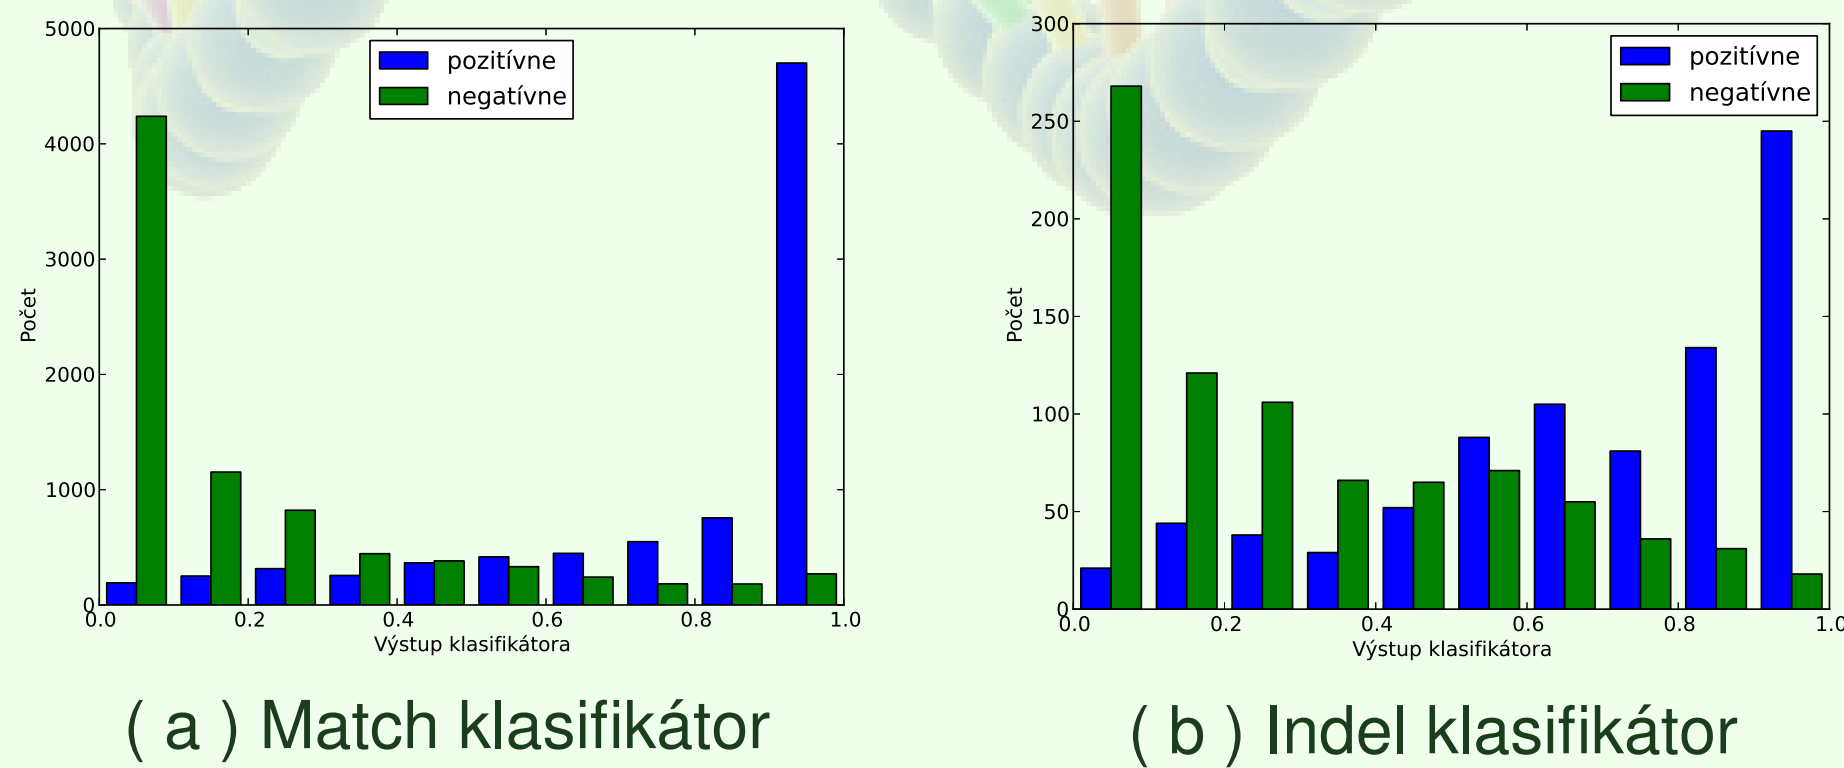 5000
4000
3000
2000
1000
0
Počet
pozitívne
negatívne
0.0 0.2 0.4 0.6 0.8 1.0
Výstup klasifikátora
( a ) Match klasifikátor
300
250
200
150
100
50
0
Počet
pozitívne
negatívne
0.0 0.2 0.4 0.6 0.8 1.0
Výstup klasifikátora
( b ) Indel klasifikátor